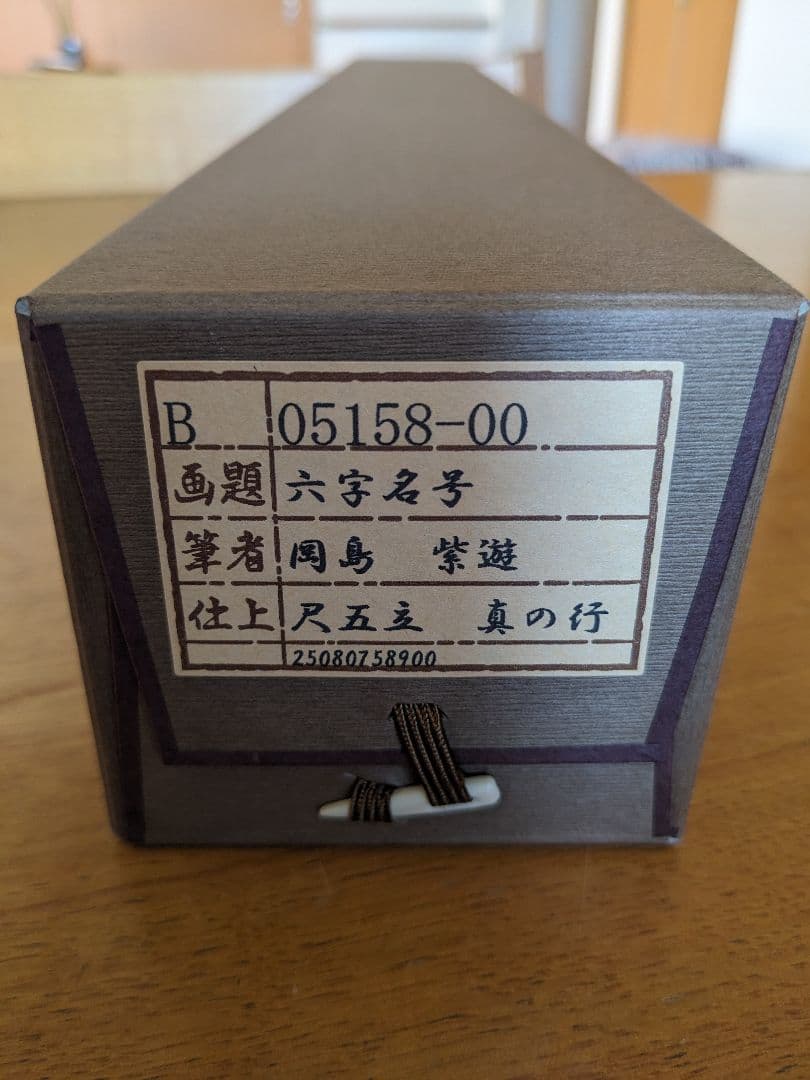 B 05158-00
画題 六字名号
筆者 岡島 紫遊
仕上 尺五立 真の行
25080758900